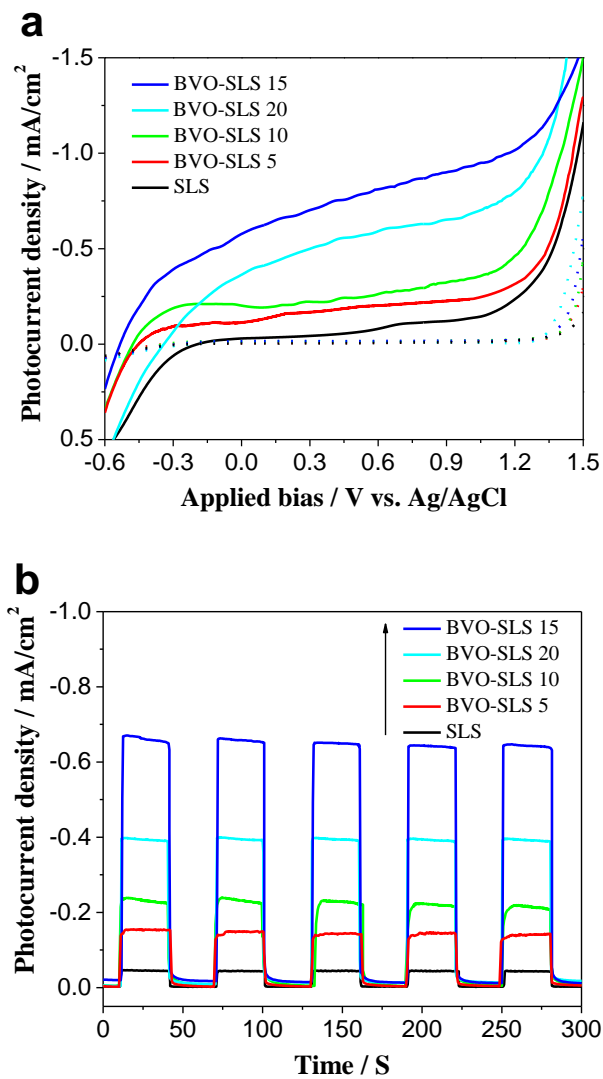 a
-1.5
-1.0
-0.5
0.0
0.5
Photocurrent density / mA/cm²
BVO-SLS 15
BVO-SLS 20
BVO-SLS 10
BVO-SLS 5
SLS
-0.6 -0.3 0.0 0.3 0.6 0.9 1.2 1.5
Applied bias / V vs. Ag/AgCl
b
-1.0
-0.8
-0.6
-0.4
-0.2
0.0
Photocurrent density / mA/cm²
BVO-SLS 15
BVO-SLS 20
BVO-SLS 10
BVO-SLS 5
SLS
0 50 100 150 200 250 300
Time / S